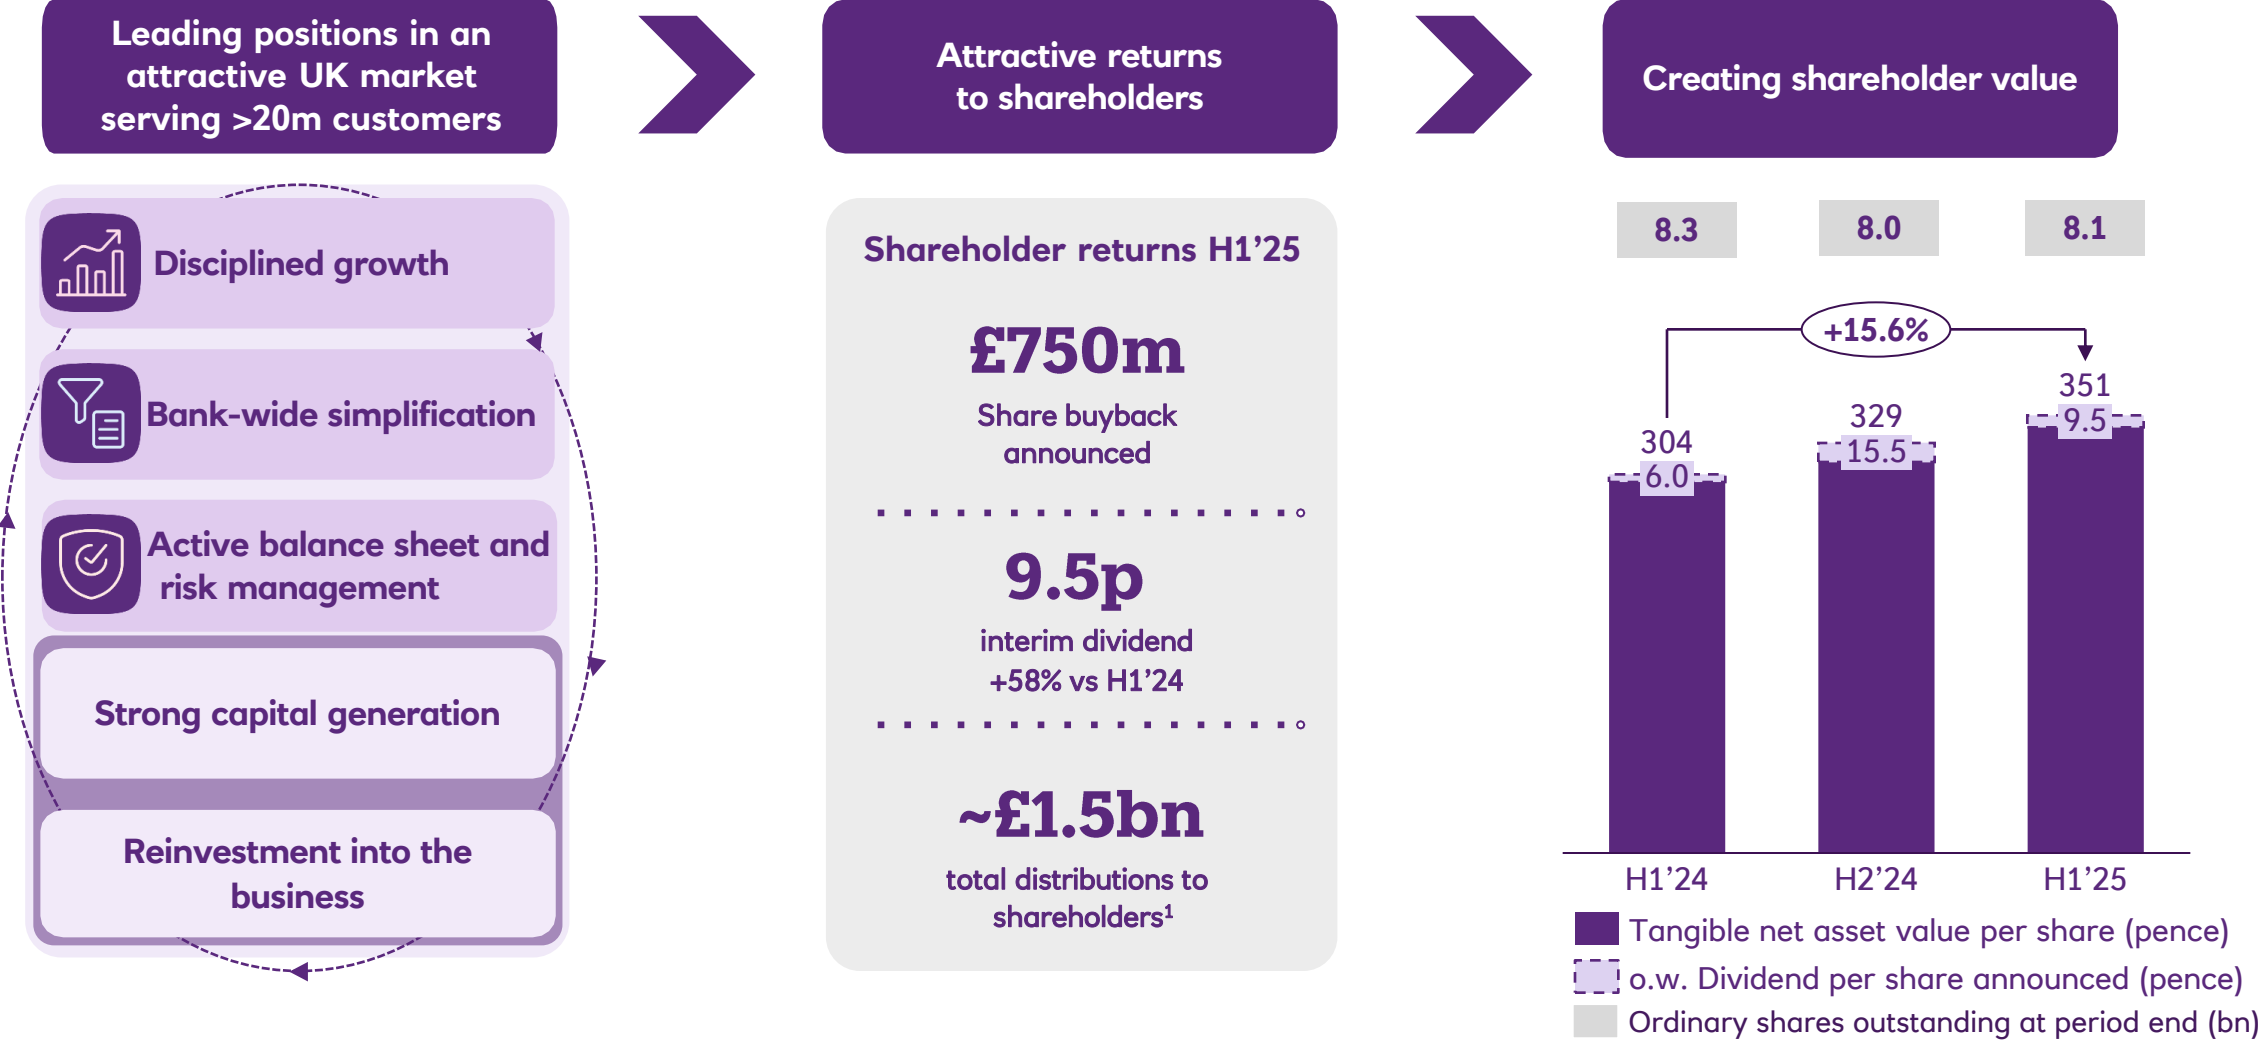 Leading positions in an
attractive UK market
serving >20m customers
Disciplined growth
Bank-wide simplification
Active balance sheet and
risk management
Strong capital generation
Reinvestment into the
business
Attractive returns
to shareholders
Shareholder returns H1’25
£750m
Share buyback
announced
9.5p
interim dividend
+58% vs H1’24
~£1.5bn
total distributions to
shareholders¹
Creating shareholder value
8.3 8.0 8.1
+15.6%
304 329 351
6.0 15.5 9.5
H1’24 H2’24 H1’25
Tangible net asset value per share (pence)
o.w. Dividend per share announced (pence)
Ordinary shares outstanding at period end (bn)